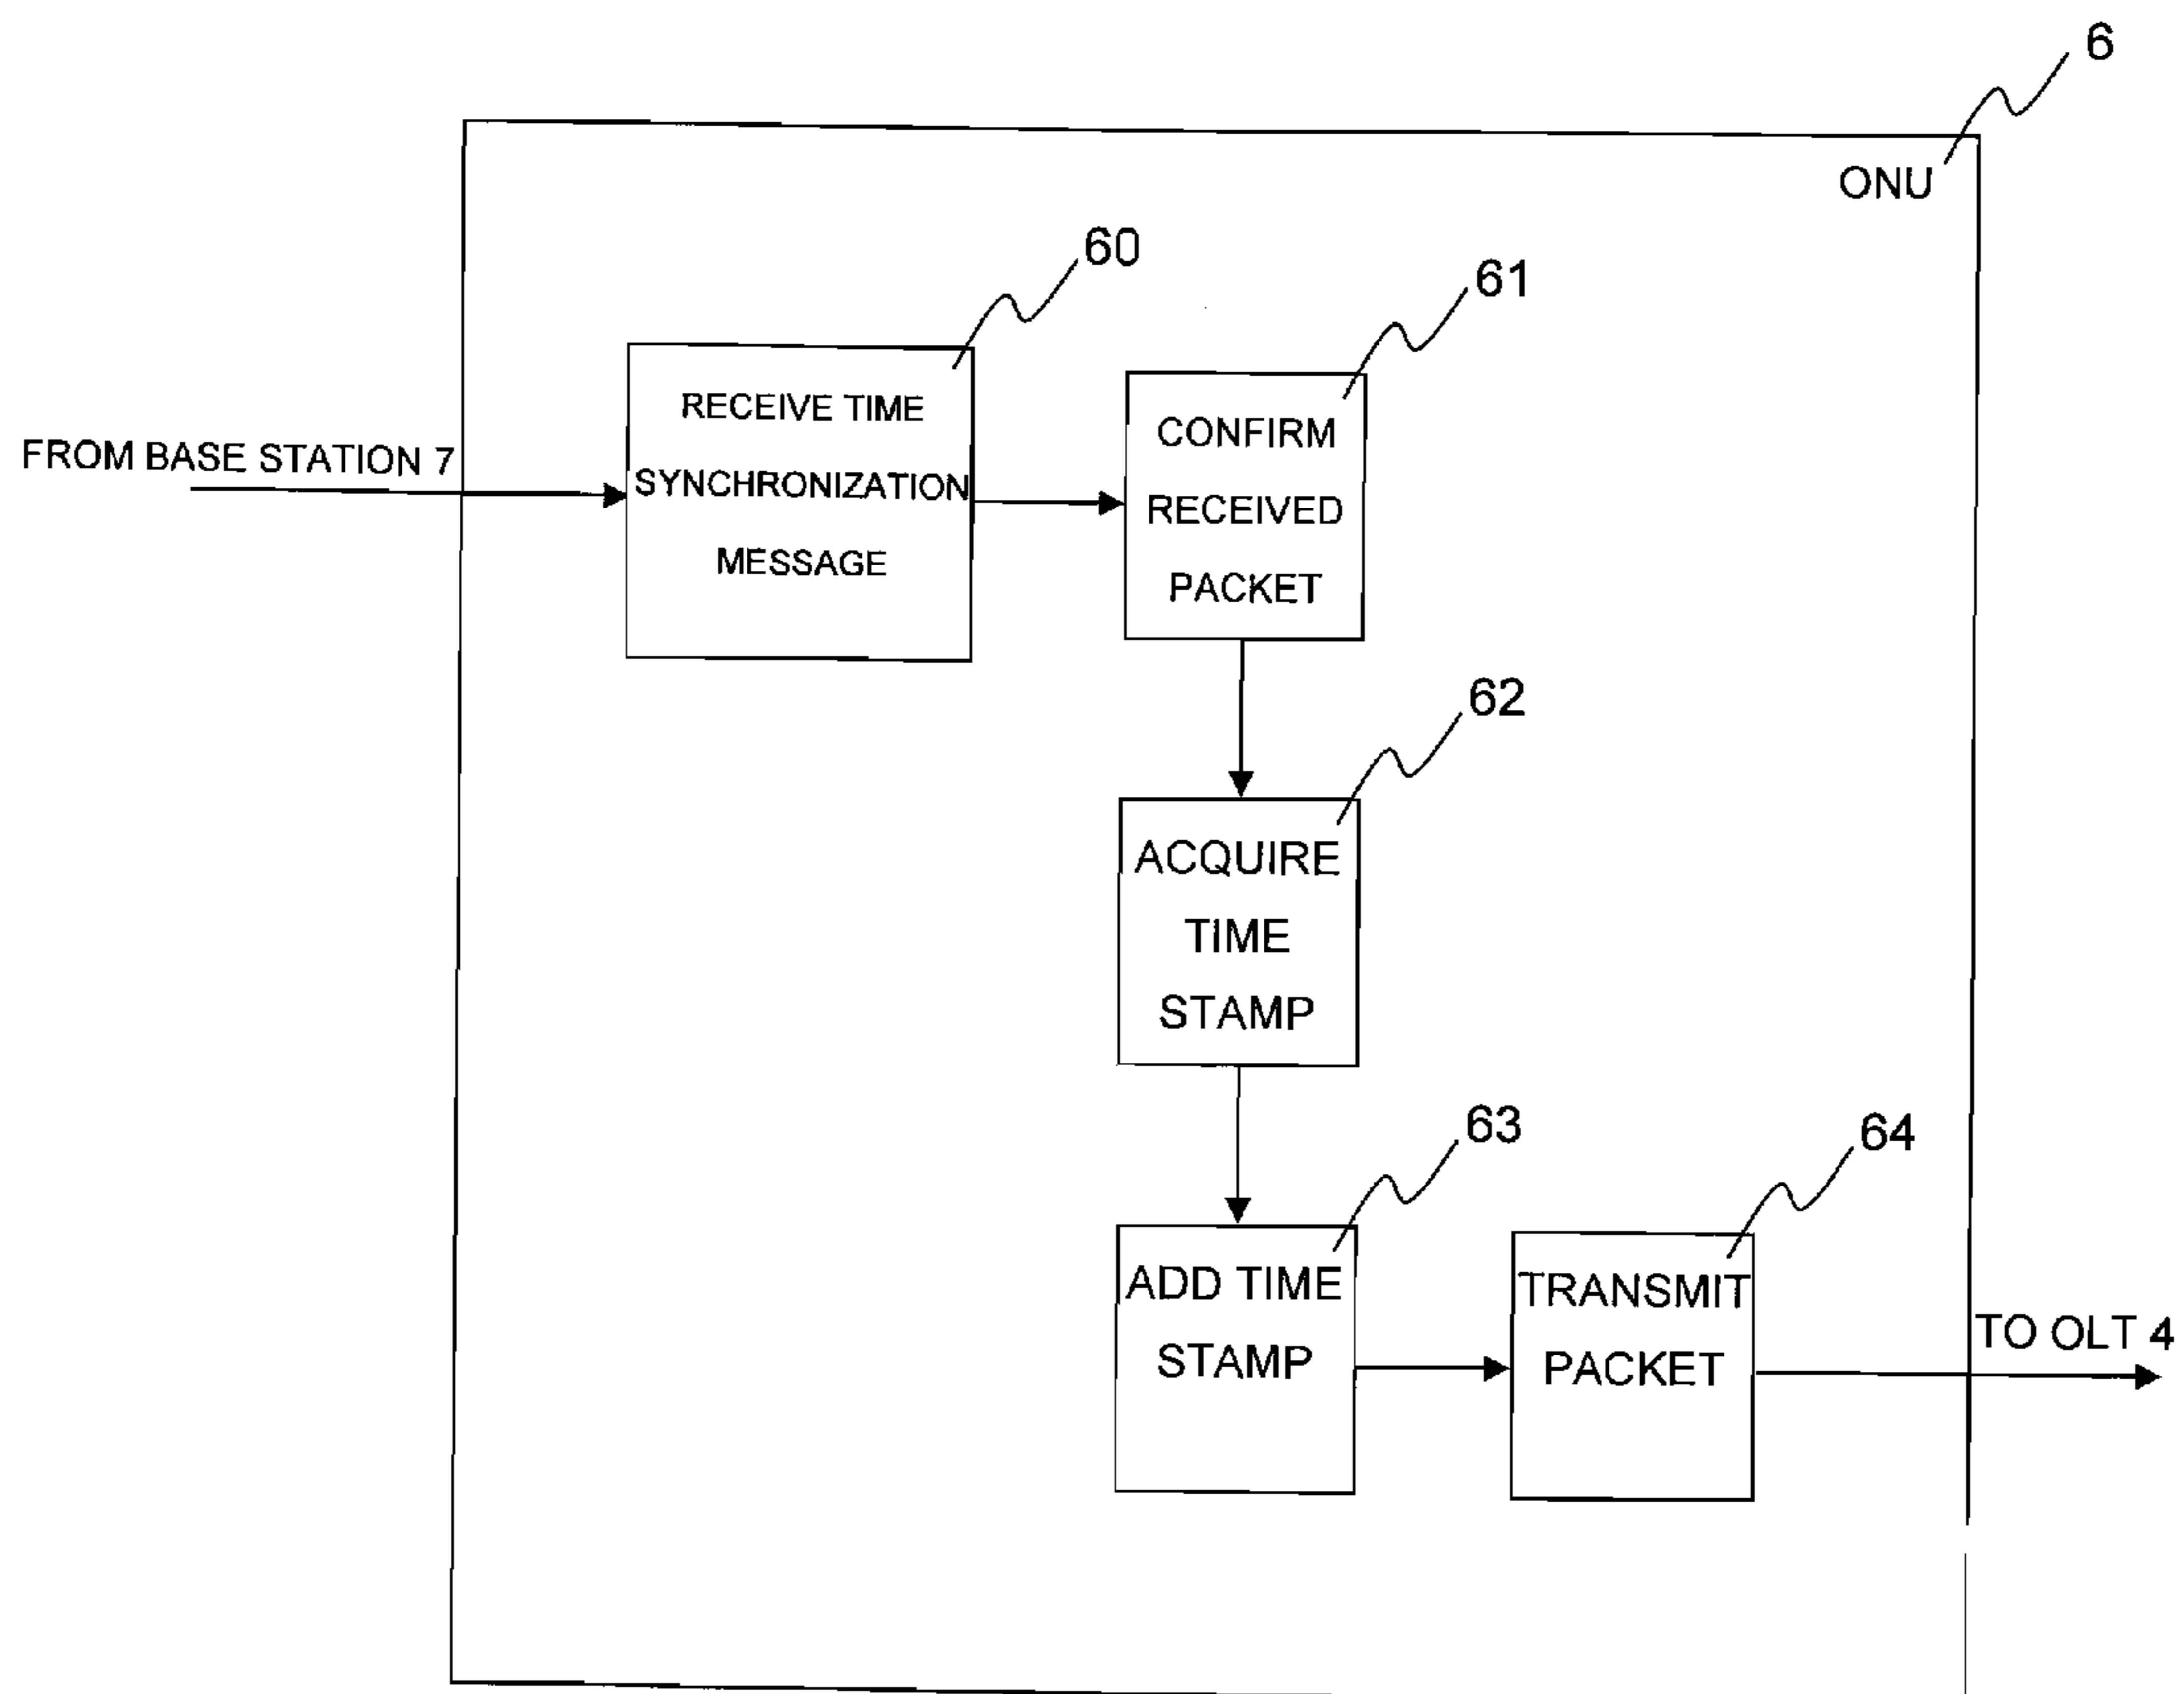 6
ONU
60
61
RECEIVE TIME
SYNCHRONIZATION
MESSAGE
CONFIRM
RECEIVED
PACKET
FROM BASE STATION 7
62
ACQUIRE
TIME
STAMP
63
64
ADD TIME
STAMP
TRANSMIT
PACKET
TO OLT 4